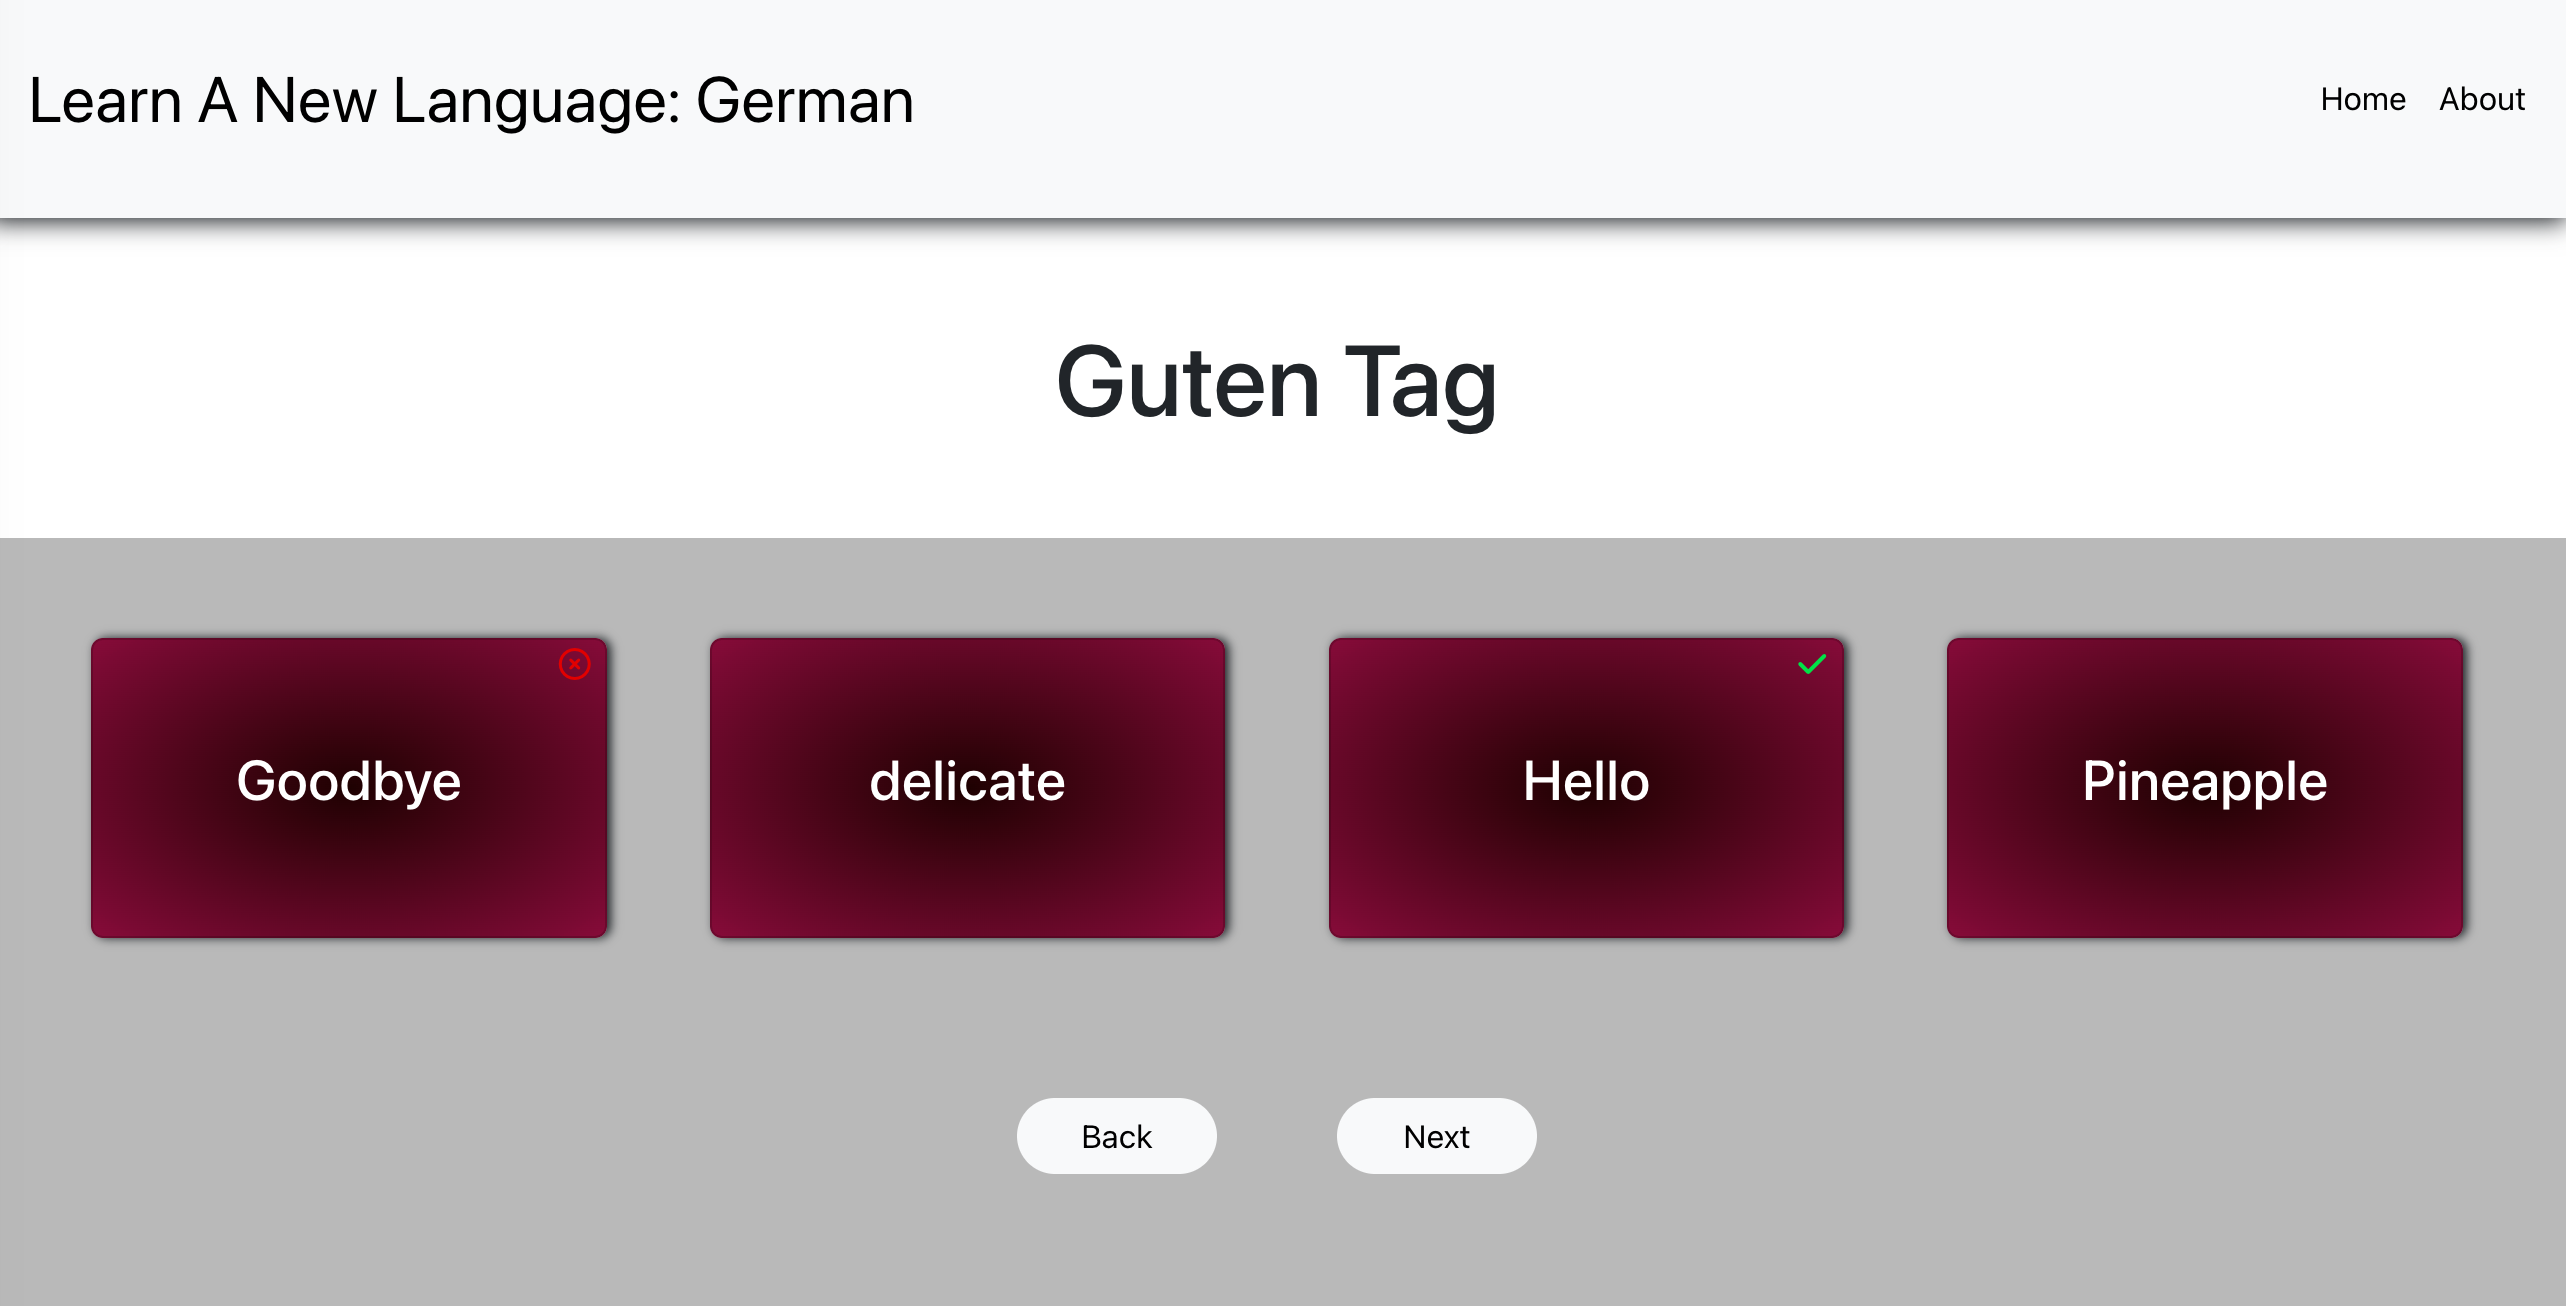 Learn A New Language: German
Home About
Guten Tag
Goodbye
delicate
Hello
Pineapple
Back
Next